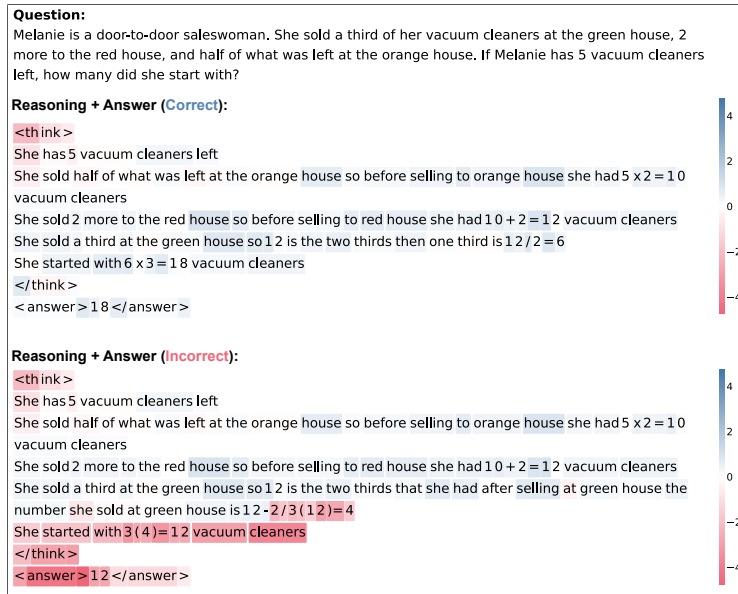 Question:
Melanie is a door-to-door saleswoman. She sold a third of her vacuum cleaners at the green house, 2
more to the red house, and half of what was left at the orange house. If Melanie has 5 vacuum cleaners
left, how many did she start with?
Reasoning + Answer (Correct):
<think>
She has 5 vacuum cleaners left
She sold half of what was left at the orange house so before selling to orange house she had 5 x 2 = 10
vacuum cleaners
She sold 2 more to the red house so before selling to red house she had 10 + 2 = 12 vacuum cleaners
She sold a third at the green house so 12 is the two thirds then one third is 12 / 2 = 6
She started with 6 x 3 = 18 vacuum cleaners
</think>
<answer>18</answer>
4
2
0
−2
−4
Reasoning + Answer (Incorrect):
<think>
She has 5 vacuum cleaners left
She sold half of what was left at the orange house so before selling to orange house she had 5 x 2 = 10
vacuum cleaners
She sold 2 more to the red house so before selling to red house she had 10 + 2 = 12 vacuum cleaners
She sold a third at the green house so 12 is the two thirds that she had after selling at green house the
number she sold at green house is 12 - 2 / 3 (12) = 4
She started with 3 (4) = 12 vacuum cleaners
</think>
<answer>12</answer>
4
2
0
−2
−4